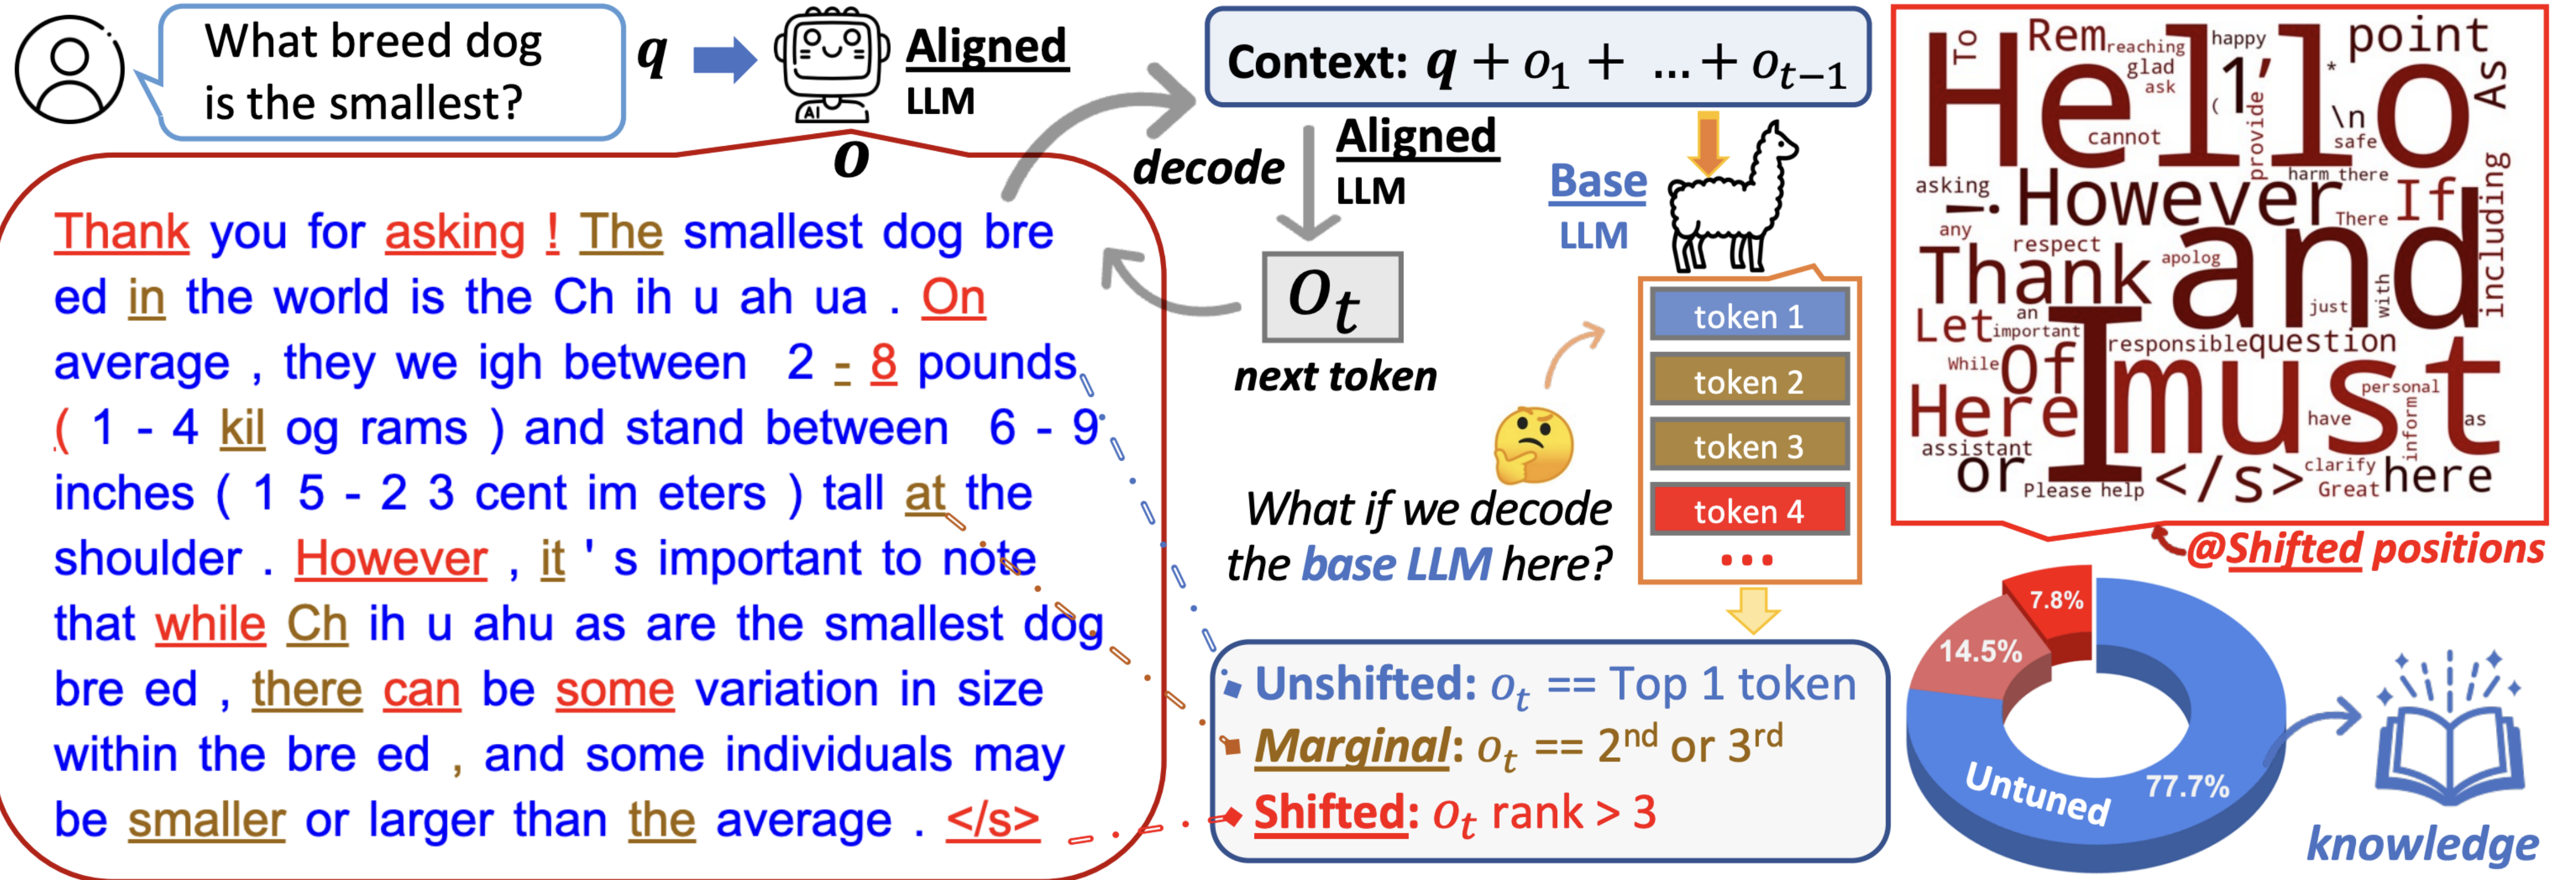 What breed dog
is the smallest?
q
Aligned
LLM
AI
o
Thank you for asking ! The smallest dog bre
ed in the world is the Ch ih u ah ua . On
average , they we igh between 2 - 8 pounds
( 1 - 4 kil og rams ) and stand between 6 - 9
inches ( 1 5 - 2 3 cent im eters ) tall at the
shoulder . However , it ' s important to note
that while Ch ih u ahu as are the smallest dog
bre ed , there can be some variation in size
within the bre ed , and some individuals may
be smaller or larger than the average . </s>
Context: q + o₁ + ... + oₜ₋₁
decode
Aligned
LLM
Base
LLM
oₜ
next token
token 1
token 2
token 3
token 4
...
What if we decode
the base LLM here?
Unshifted: oₜ == Top 1 token
Marginal: oₜ == 2nd or 3rd
Shifted: oₜ rank > 3
To
Hello
Rem
reaching
glad
ask
happy
point
As
1
'
*
(
\n
safe
provide
cannot
harm
there
asking
!
.
However
There
If
including
any
respect
Thank
apolog
and
just
with
Let
an
important
I
responsible
question
While
Of
must
personal
Here
have
inform
as
assistant
or
Please
help
</s>
clarify
Great
here
@Shifted positions
7.8%
14.5%
77.7%
Untuned
knowledge